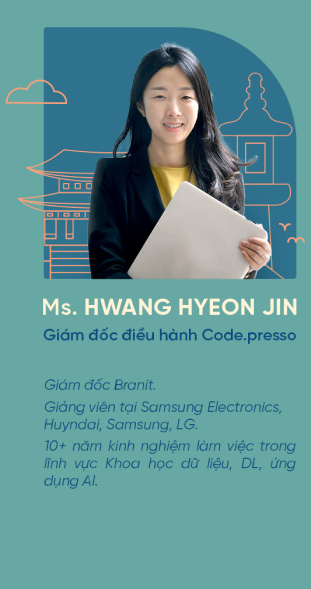 Ms. HWANG HYEON JIN
Giám đốc điều hành Code.presso
Giám đốc Branit.
Giảng viên tại Samsung Electronics,
Huyndai, Samsung, LG.
10+ năm kinh nghiệm làm việc trong
lĩnh vực Khoa học dữ liệu, DL, ứng
dụng AI.